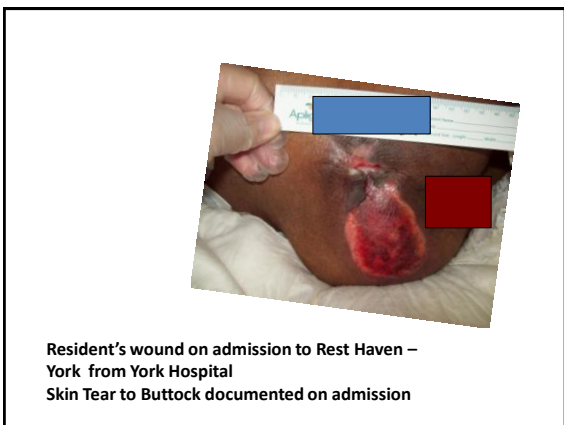 Resident's wound on admission to Rest Haven –
York from York Hospital
Skin Tear to Buttock documented on admission